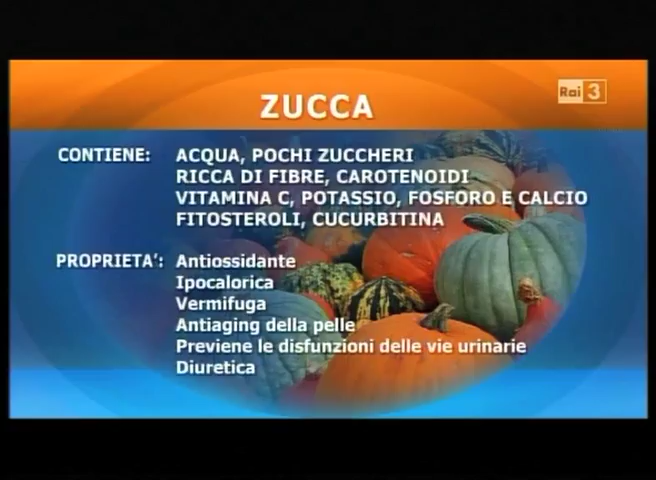 ZUCCA
Rai 3
CONTIENE: ACQUA, POCHI ZUCCHERI
RICCA DI FIBRE, CAROTENOIDI
VITAMINA C, POTASSIO, FOSFORO E CALCIO
FITOSTEROLI, CUCURBITINA
PROPRIETA': Antiossidante
Ipocalorica
Vermifuga
Antiaging della pelle
Previene le disfunzioni delle vie urinarie
Diuretica